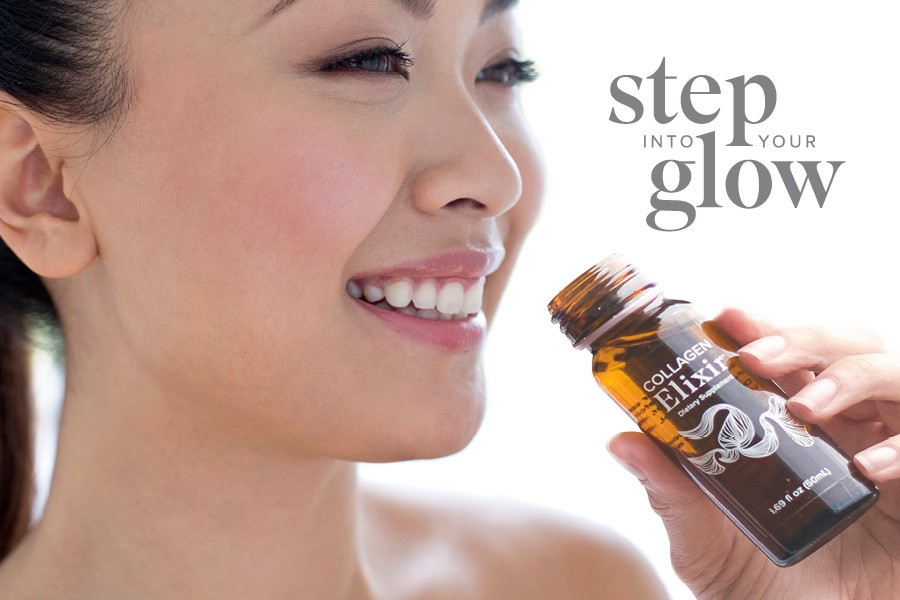 step
INTO YOUR
glow
COLLAGEN
Elixir
Dietary Supplement
1.69 fl oz (50mL)